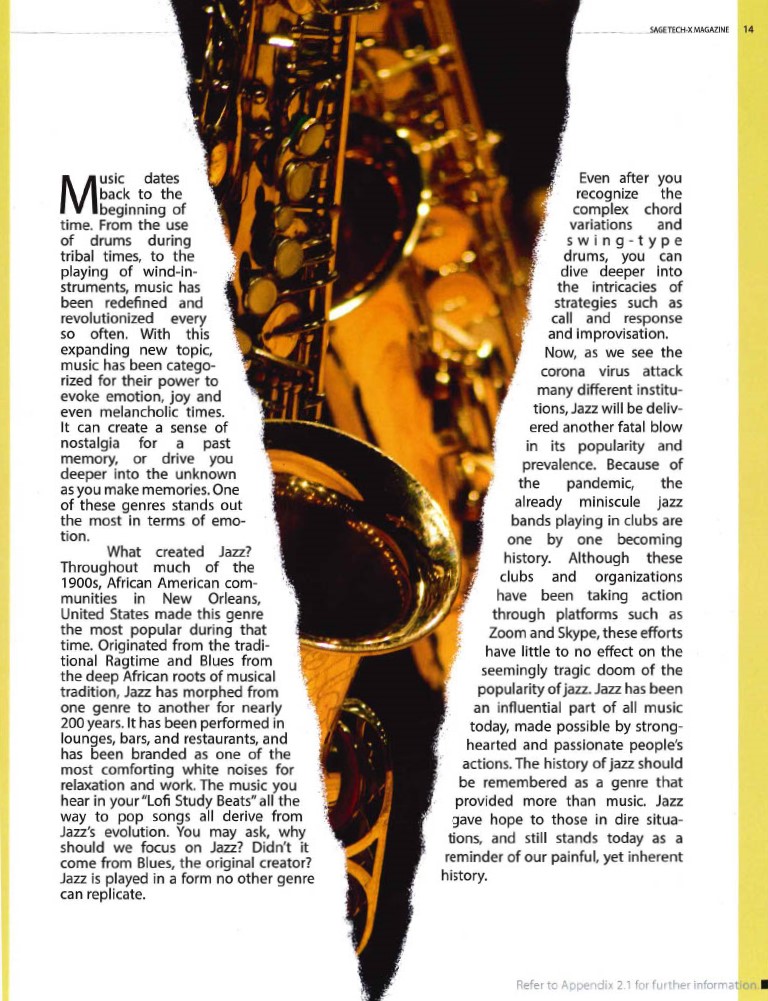 SAGE TECH-X MAGAZINE 14
Music dates
back to the
beginning of
time. From the use
of drums during
tribal times, to the
playing of wind-in-
struments, music has
been redefined and
revolutionized every
so often. With this
expanding new topic,
music has been catego-
rized for their power to
evoke emotion, joy and
even melancholic times.
It can create a sense of
nostalgia for a past
memory, or drive you
deeper into the unknown
as you make memories. One
of these genres stands out
the most in terms of emo-
tion.
What created Jazz?
Throughout much of the
1900s, African American com-
munities in New Orleans,
United States made this genre
the most popular during that
time. Originated from the tradi-
tional Ragtime and Blues from
the deep African roots of musical
tradition, Jazz has morphed from
one genre to another for nearly
200 years. It has been performed in
lounges, bars, and restaurants, and
has been branded as one of the
most comforting white noises for
relaxation and work. The music you
hear in your "Lofi Study Beats" all the
way to pop songs all derive from
Jazz's evolution. You may ask, why
should we focus on Jazz? Didn't it
come from Blues, the original creator?
Jazz is played in a form no other genre
can replicate.
Even after you
recognize the
complex chord
variations and
swing-type
drums, you can
dive deeper into
the intricacies of
strategies such as
call and response
and improvisation.
Now, as we see the
corona virus attack
many different institu-
tions, Jazz will be deliv-
ered another fatal blow
in its popularity and
prevalence. Because of
the pandemic, the
already miniscule jazz
bands playing in clubs are
one by one becoming
history. Although these
clubs and organizations
have been taking action
through platforms such as
Zoom and Skype, these efforts
have little to no effect on the
seemingly tragic doom of the
popularity of jazz. Jazz has been
an influential part of all music
today, made possible by strong-
hearted and passionate people's
actions. The history of jazz should
be remembered as a genre that
provided more than music. Jazz
gave hope to those in dire situa-
tions, and still stands today as a
reminder of our painful, yet inherent
history.
Refer to Appendix 2.1 for further information.